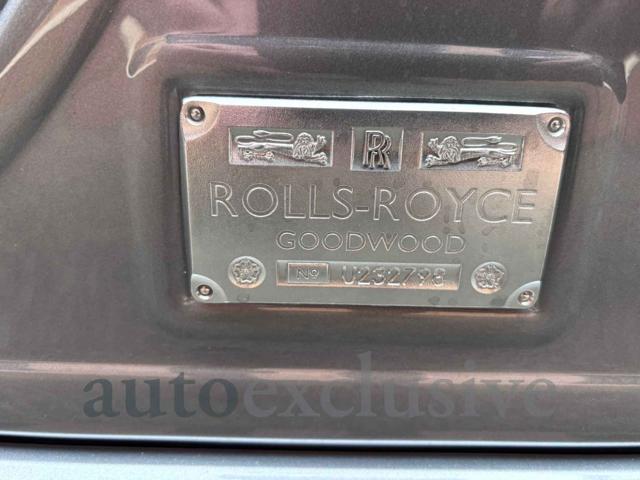 RR
ROLLS-ROYCE
GOODWOOD
No U232798
autoexclusive